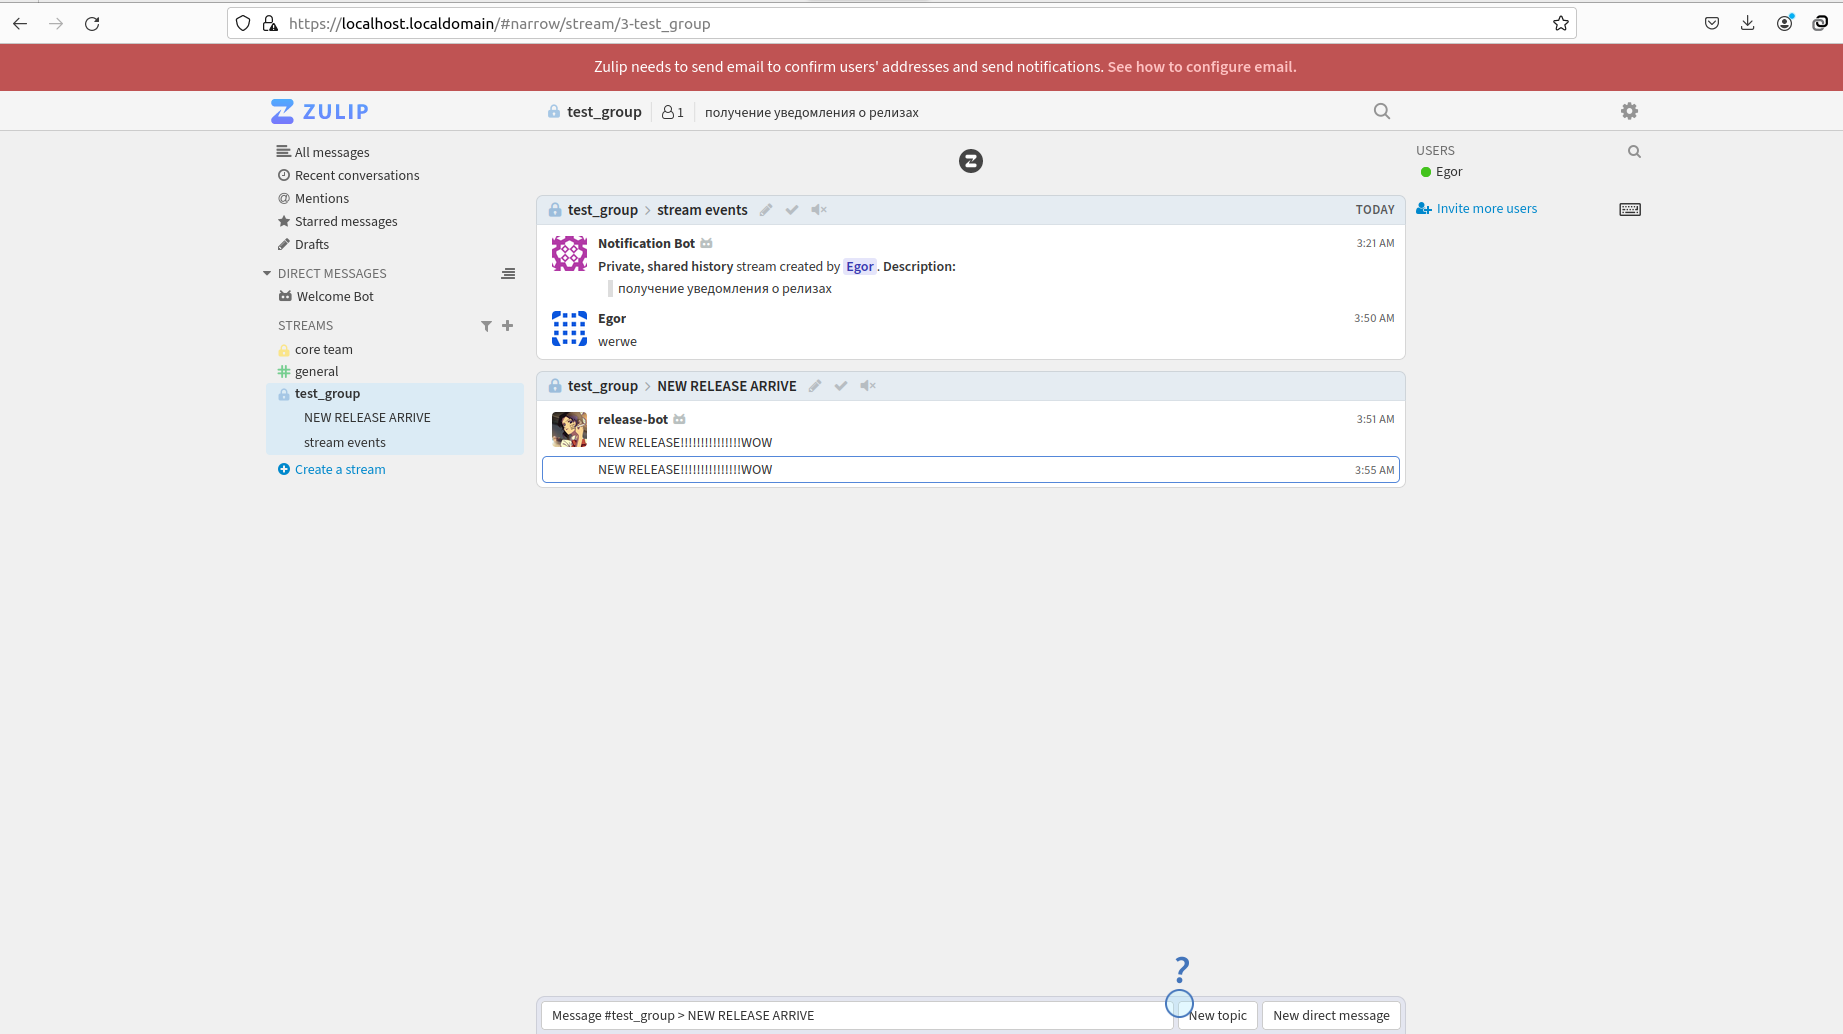 https://localhost.localdomain/#narrow/stream/3-test_group
Zulip needs to send email to confirm users' addresses and send notifications. See how to configure email.
ZULIP
test_group 1 получение уведомления о релизах
All messages
Recent conversations
@ Mentions
Starred messages
Drafts
DIRECT MESSAGES
Welcome Bot
STREAMS
core team
# general
test_group
NEW RELEASE ARRIVE
stream events
Create a stream
Z
test_group > stream events TODAY
Notification Bot 3:21 AM
Private, shared history stream created by Egor. Description:
получение уведомления о релизах
Egor 3:50 AM
werwe
test_group > NEW RELEASE ARRIVE
release-bot 3:51 AM
NEW RELEASE!!!!!!!!!!!!!!!WOW
NEW RELEASE!!!!!!!!!!!!!!!WOW 3:55 AM
USERS
Egor
Invite more users
?
Message #test_group > NEW RELEASE ARRIVE
New topic
New direct message